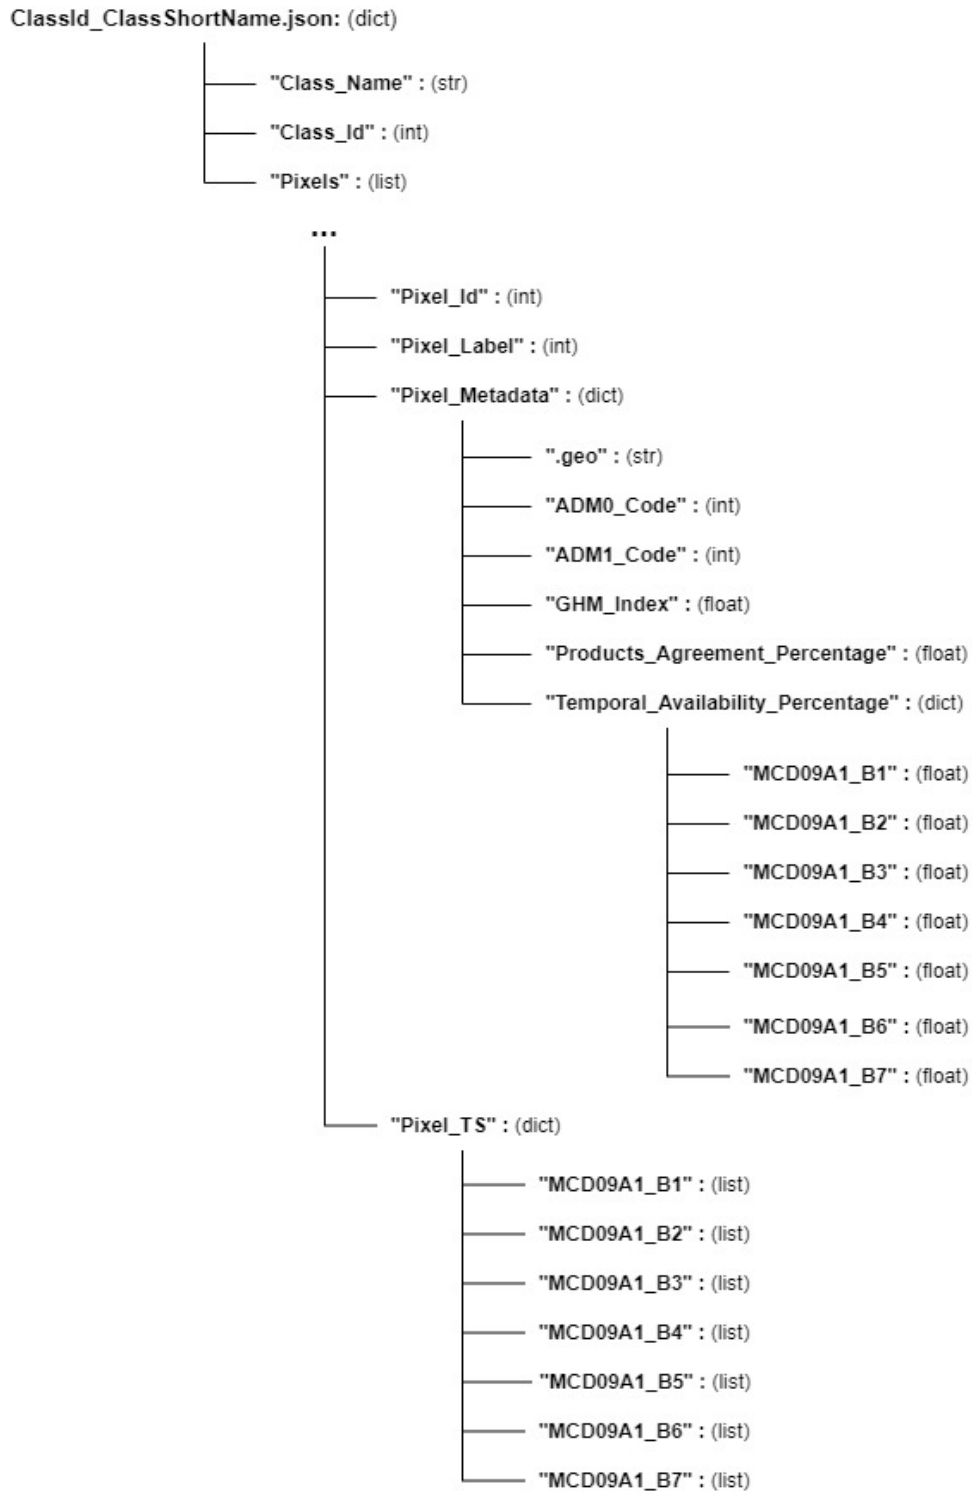 ClassId_ClassShortName.json: (dict)
"Class_Name" : (str)
"Class_Id" : (int)
"Pixels" : (list)
...
"Pixel_Id" : (int)
"Pixel_Label" : (int)
"Pixel_Metadata" : (dict)
".geo" : (str)
"ADM0_Code" : (int)
"ADM1_Code" : (int)
"GHM_Index" : (float)
"Products_Agreement_Percentage" : (float)
"Temporal_Availability_Percentage" : (dict)
"MCD09A1_B1" : (float)
"MCD09A1_B2" : (float)
"MCD09A1_B3" : (float)
"MCD09A1_B4" : (float)
"MCD09A1_B5" : (float)
"MCD09A1_B6" : (float)
"MCD09A1_B7" : (float)
"Pixel_TS" : (dict)
"MCD09A1_B1" : (list)
"MCD09A1_B2" : (list)
"MCD09A1_B3" : (list)
"MCD09A1_B4" : (list)
"MCD09A1_B5" : (list)
"MCD09A1_B6" : (list)
"MCD09A1_B7" : (list)